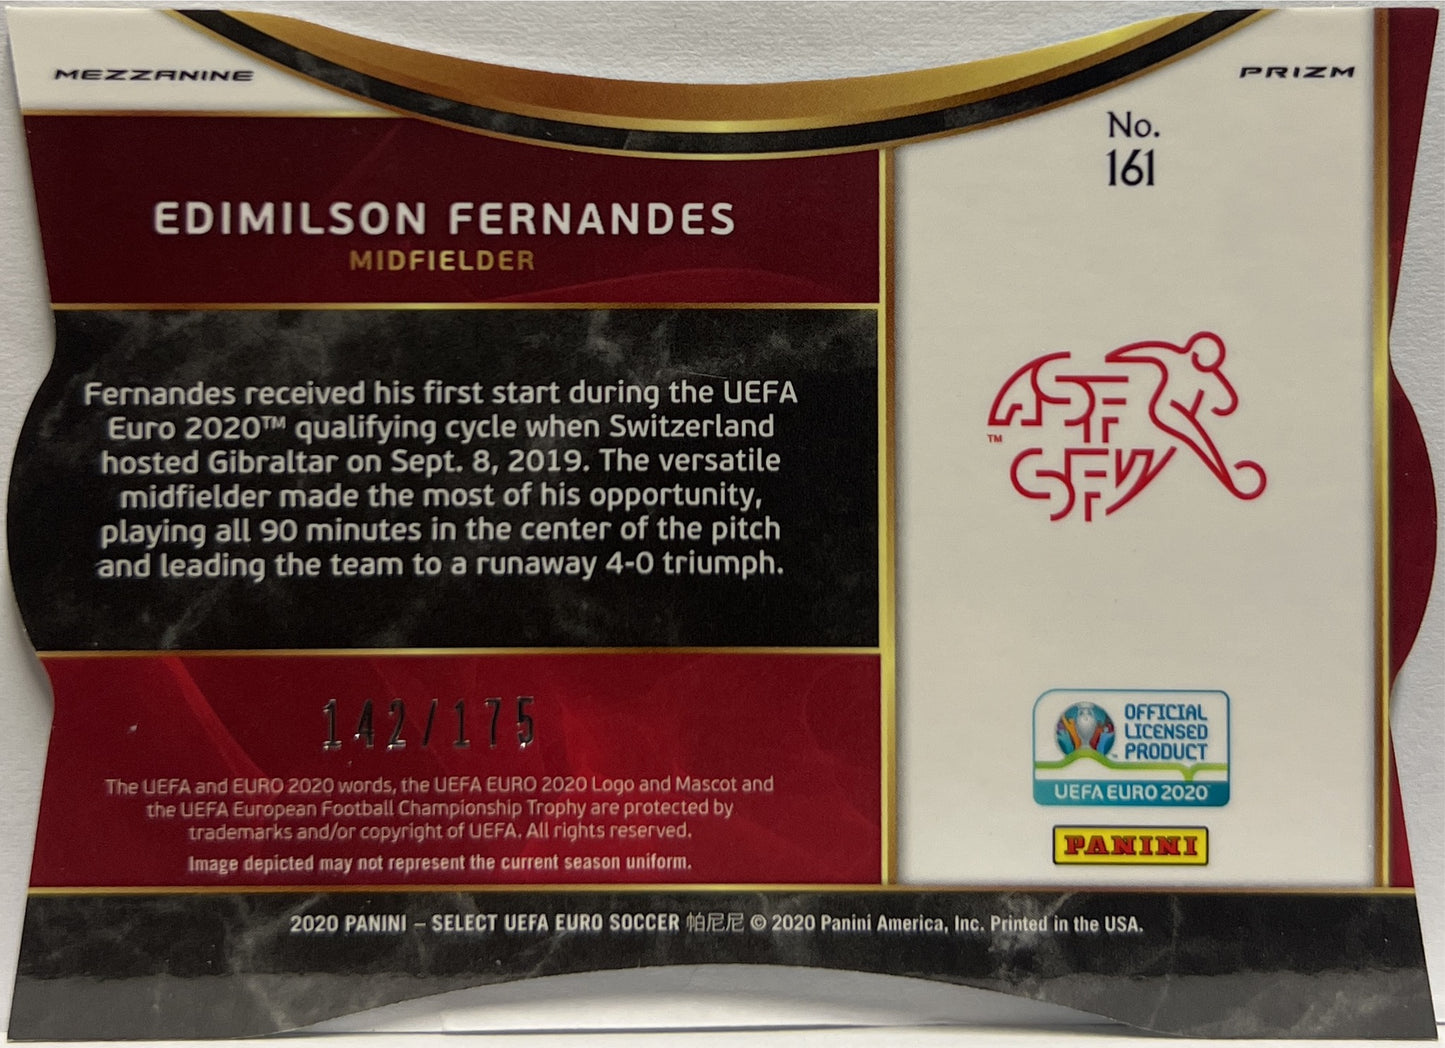 MEZZANINE
PRIZM
No.
161
EDIMILSON FERNANDES
MIDFIELDER
Fernandes received his first start during the UEFA
Euro 2020™ qualifying cycle when Switzerland
hosted Gibraltar on Sept. 8, 2019. The versatile
midfielder made the most of his opportunity,
playing all 90 minutes in the center of the pitch
and leading the team to a runaway 4-0 triumph.
ASF
SFV
™
142/175
The UEFA and EURO 2020 words, the UEFA EURO 2020 Logo and Mascot and
the UEFA European Football Championship Trophy are protected by
trademarks and/or copyright of UEFA. All rights reserved.
Image depicted may not represent the current season uniform.
OFFICIAL
LICENSED
PRODUCT
UEFA EURO 2020
PANINI
2020 PANINI – SELECT UEFA EURO SOCCER 帕尼尼 © 2020 Panini America, Inc. Printed in the USA.